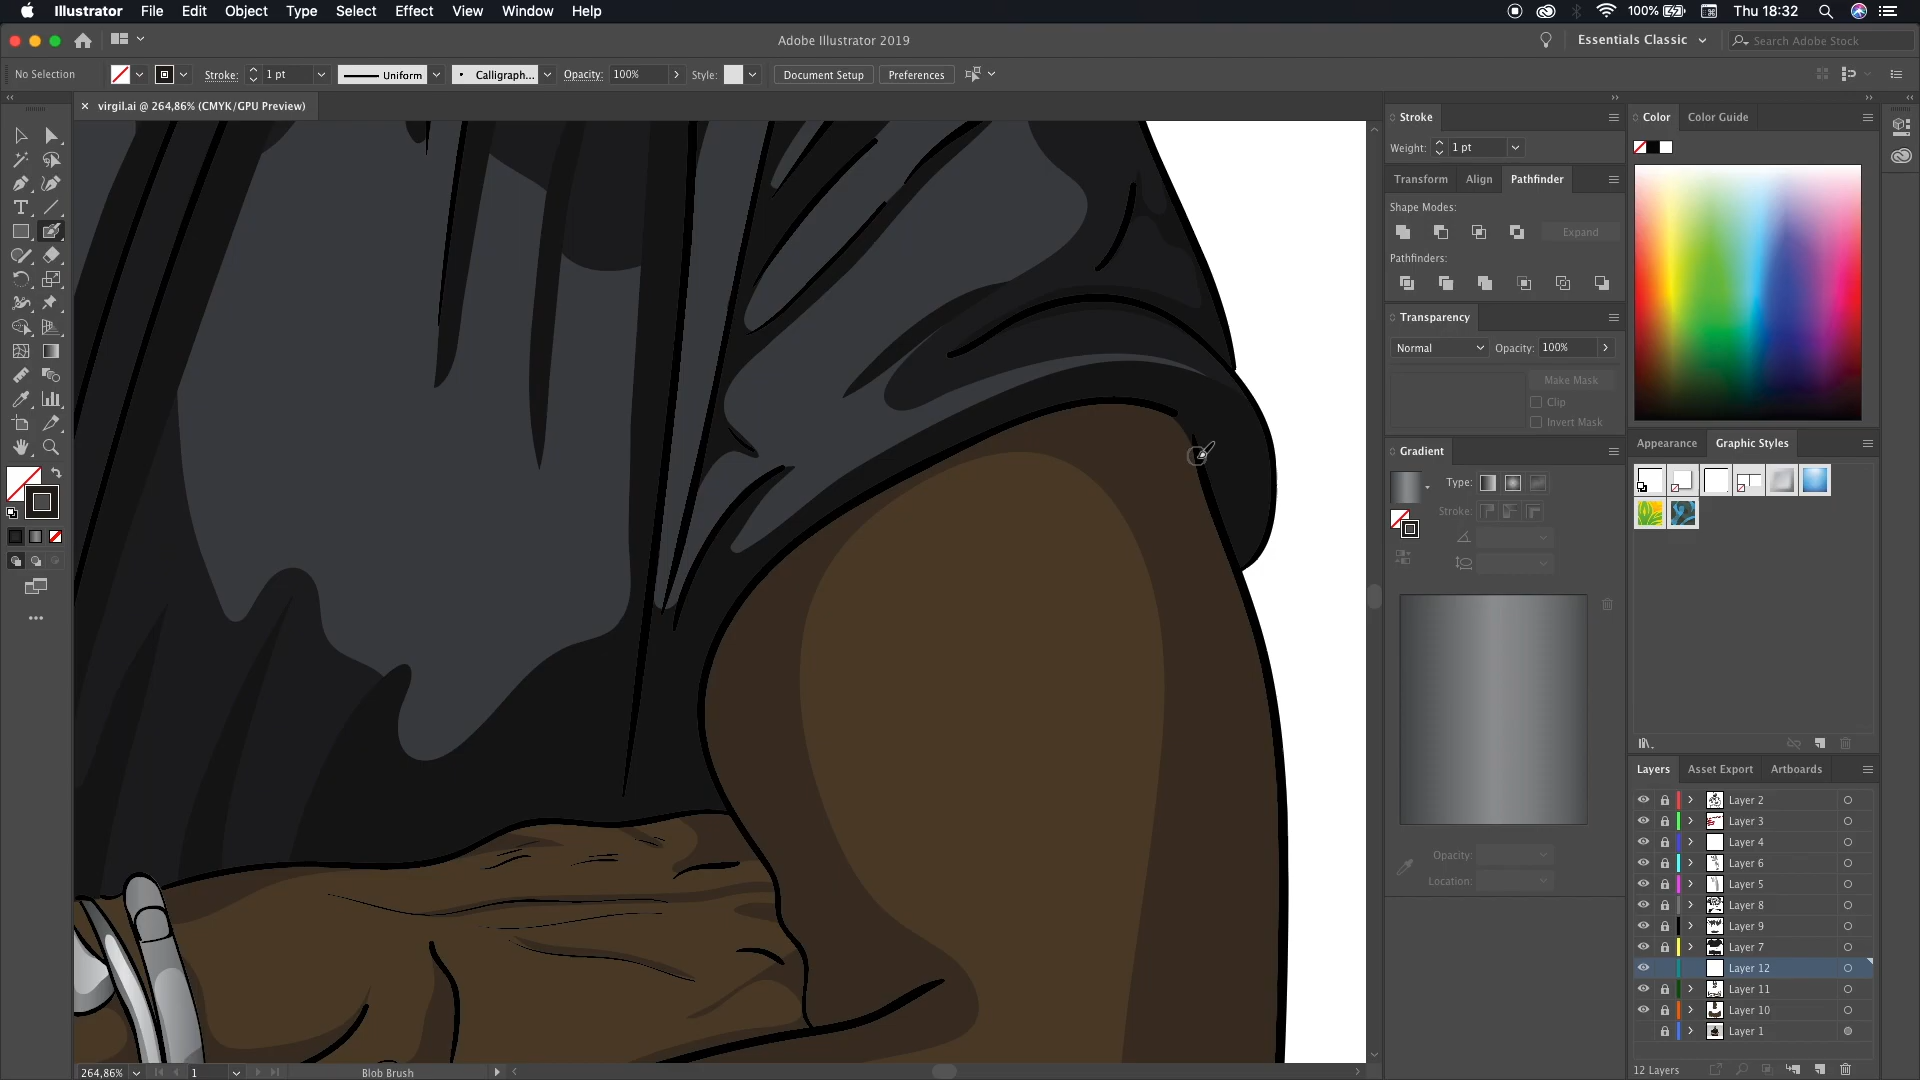 Illustrator File Edit Object Type Select Effect View Window Help
100% Thu 18:32
Adobe Illustrator 2019
Essentials Classic
Search Adobe Stock
No Selection Stroke: 1 pt Uniform Calligraph... Opacity: 100% Style: Document Setup Preferences
virgil.ai @ 264,86% (CMYK/GPU Preview)
Stroke
Weight: 1 pt
Transform Align Pathfinder
Shape Modes:
Expand
Pathfinders:
Transparency
Normal Opacity: 100%
Make Mask
Clip
Invert Mask
Gradient
Type:
Stroke:
Opacity:
Location:
Color Color Guide
Appearance Graphic Styles
Layers Asset Export Artboards
Layer 2
Layer 3
Layer 4
Layer 6
Layer 5
Layer 8
Layer 9
Layer 7
Layer 12
Layer 11
Layer 10
Layer 1
12 Layers
264,86% 1 Blob Brush